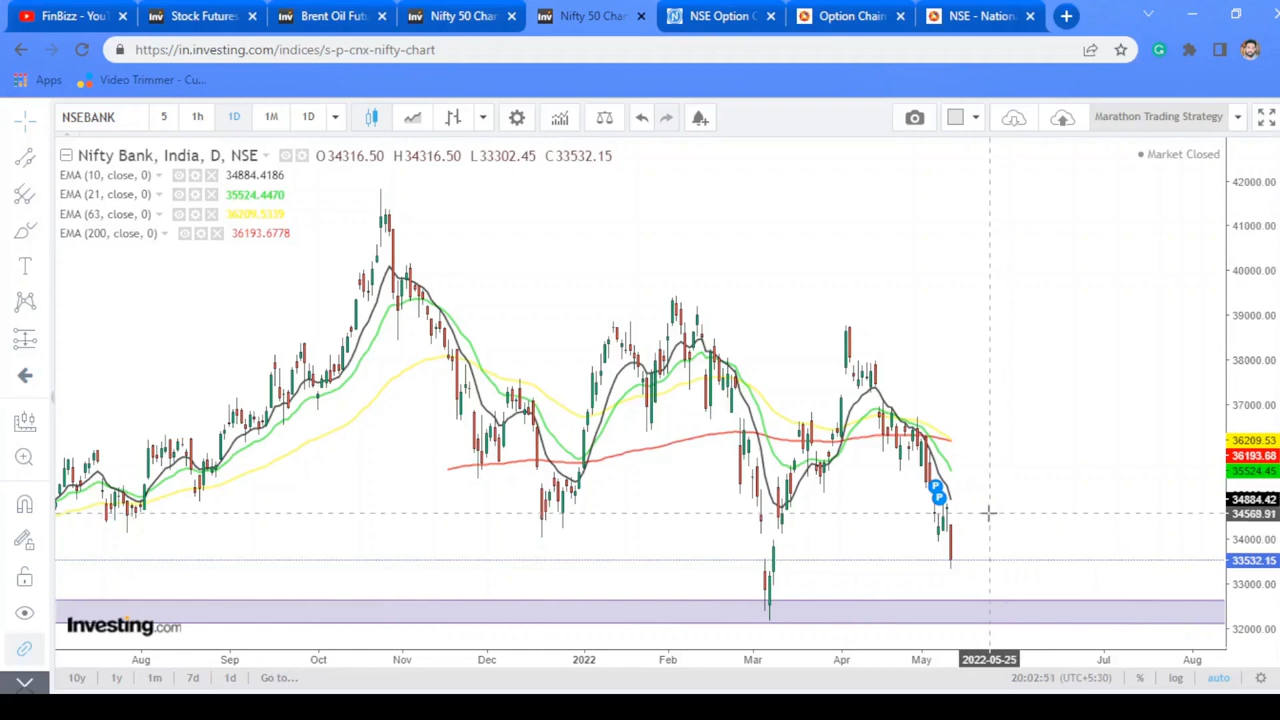 FinBizz - You
Stock Futures
Brent Oil Futu
Nifty 50 Char
Nifty 50 Char
NSE Option C
Option Chain
NSE - Nation
https://in.investing.com/indices/s-p-cnx-nifty-chart
Apps
Video Trimmer - Cu...
NSEBANK 5 1h 1D 1M 1D
Marathon Trading Strategy
Nifty Bank, India, D, NSE O34316.50 H34316.50 L33302.45 C33532.15
Market Closed
EMA (10, close, 0) 34884.4186
EMA (21, close, 0) 35524.4470
EMA (63, close, 0) 36209.5339
EMA (200, close, 0) 36193.6778
42000.00
41000.00
40000.00
39000.00
38000.00
37000.00
36209.53
36193.68
35524.45
34884.42
34569.91
34000.00
33532.15
33000.00
32000.00
P
P
Investing.com
Aug Sep Oct Nov Dec 2022 Feb Mar Apr May 2022-05-25 Jul Aug
10y 1y 1m 7d 1d Go to... 20:02:51 (UTC+5:30) % log auto